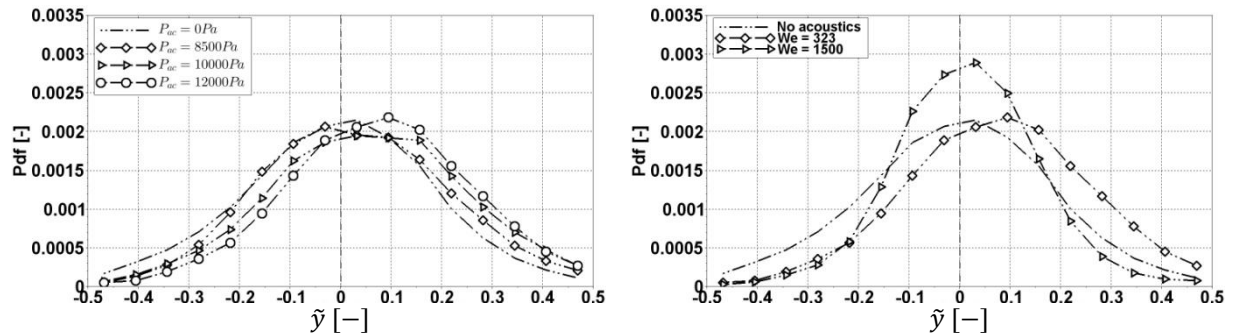 0.0035
0.003
0.0025
0.002
0.0015
0.001
0.0005
0
Pdf [-]
P_ac = 0Pa
P_ac = 8500Pa
P_ac = 10000Pa
P_ac = 12000Pa
-0.5 -0.4 -0.3 -0.2 -0.1 0 0.1 0.2 0.3 0.4 0.5
ỹ [−]
0.0035
0.003
0.0025
0.002
0.0015
0.001
0.0005
0
Pdf [-]
No acoustics
We = 323
We = 1500
-0.5 -0.4 -0.3 -0.2 -0.1 0 0.1 0.2 0.3 0.4 0.5
ỹ [−]